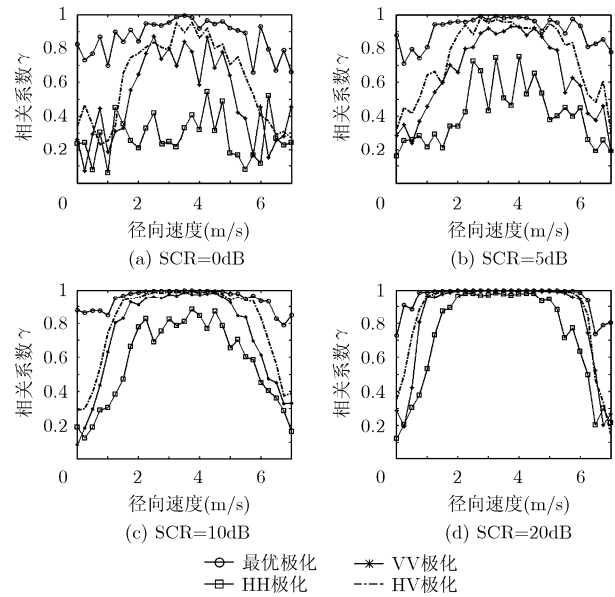 1
0.8
0.6
0.4
0.2
相关系数 γ
0 2 4 6
径向速度(m/s)
(a) SCR=0dB
1
0.8
0.6
0.4
0.2
相关系数 γ
0 2 4 6
径向速度(m/s)
(b) SCR=5dB
1
0.8
0.6
0.4
0.2
相关系数 γ
0 2 4 6
径向速度(m/s)
(c) SCR=10dB
1
0.8
0.6
0.4
0.2
相关系数 γ
0 2 4 6
径向速度(m/s)
(d) SCR=20dB
最优极化 VV极化
HH极化 HV极化